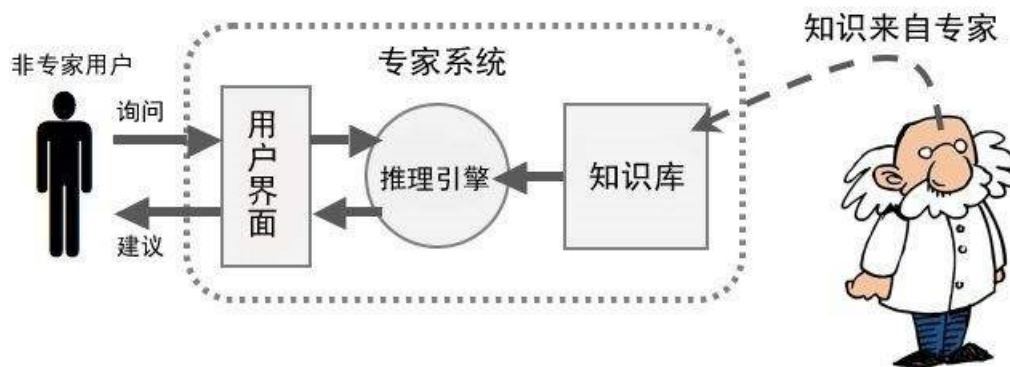 知识来自专家
专家系统
非专家用户
询问
用户界面
推理引擎
知识库
建议